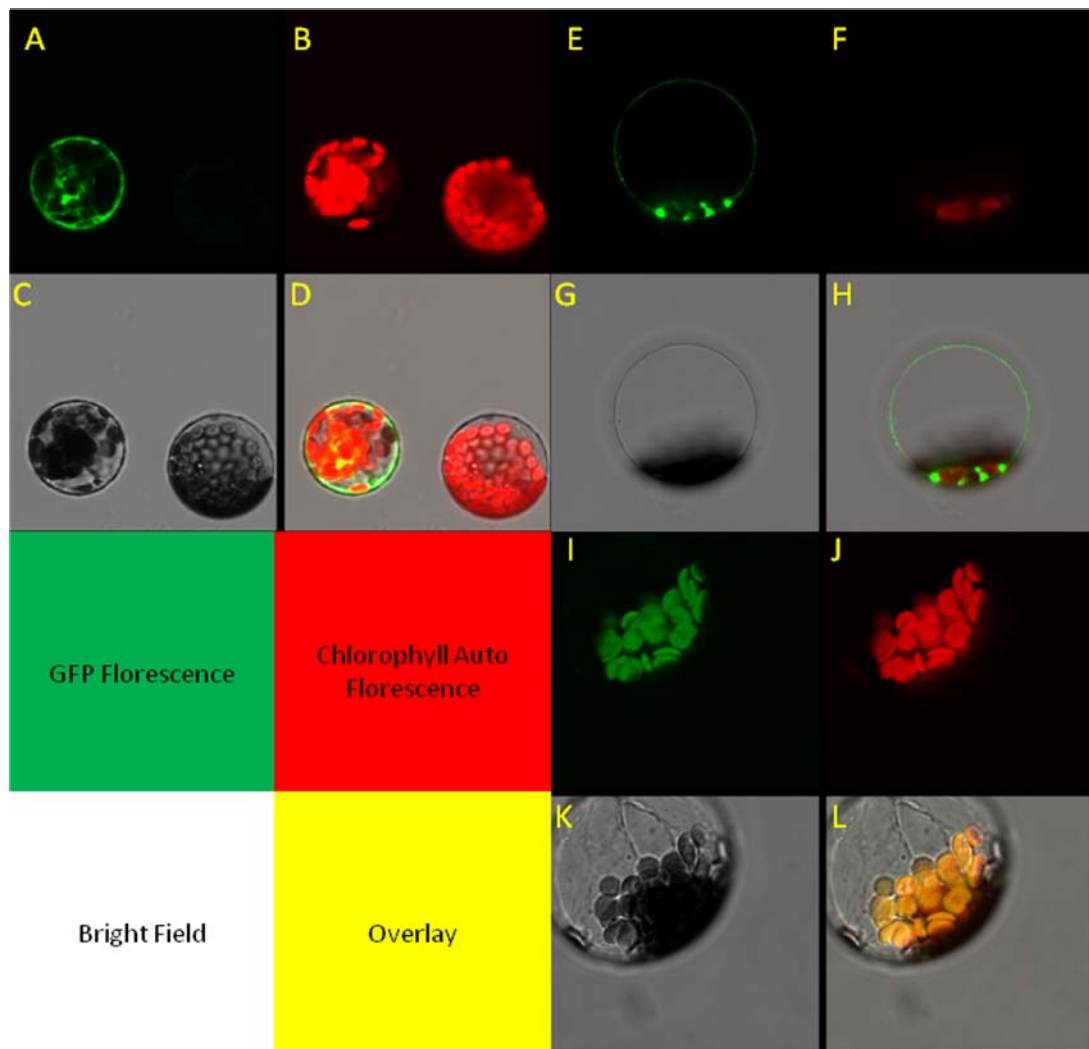 A
B
E
F
C
D
G
H
GFP Florescence
Chlorophyll Auto
Florescence
I
J
Bright Field
Overlay
K
L